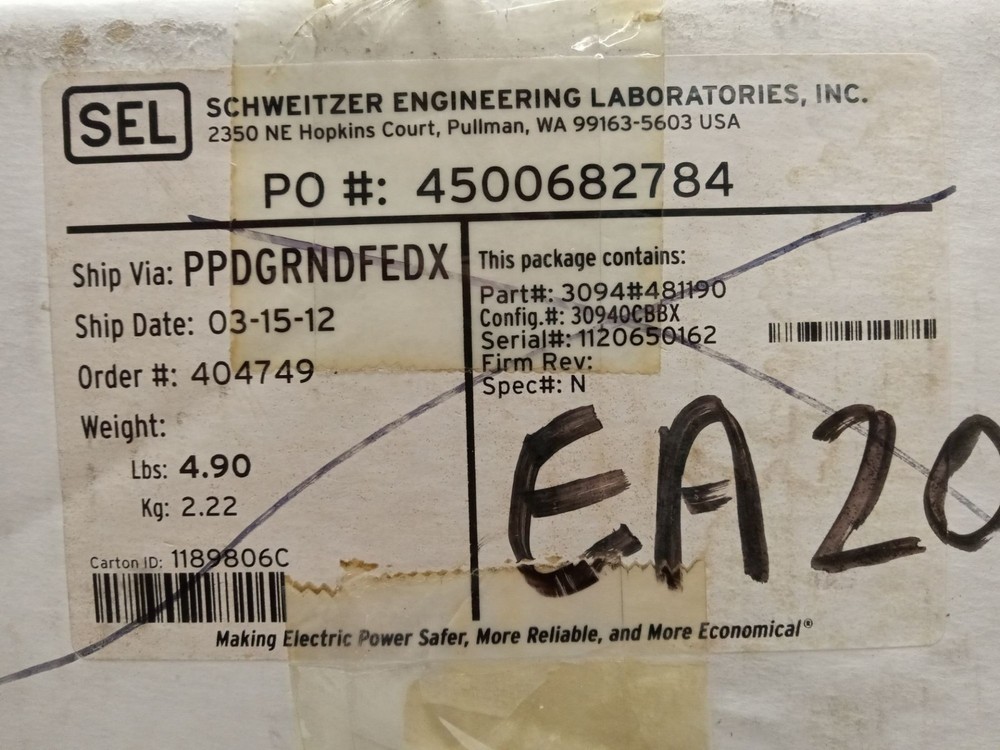 SEL
SCHWEITZER ENGINEERING LABORATORIES, INC.
2350 NE Hopkins Court, Pullman, WA 99163-5603 USA
PO #: 4500682784
Ship Via: PPDGRNDFEDX
Ship Date: 03-15-12
Order #: 404749
Weight:
Lbs: 4.90
Kg: 2.22
Carton ID: 1189806C
This package contains:
Part#: 3094#481190
Config.#: 30940CBBX
Serial#: 1120650162
Firm Rev:
Spec#: N
EA20
Making Electric Power Safer, More Reliable, and More Economical®